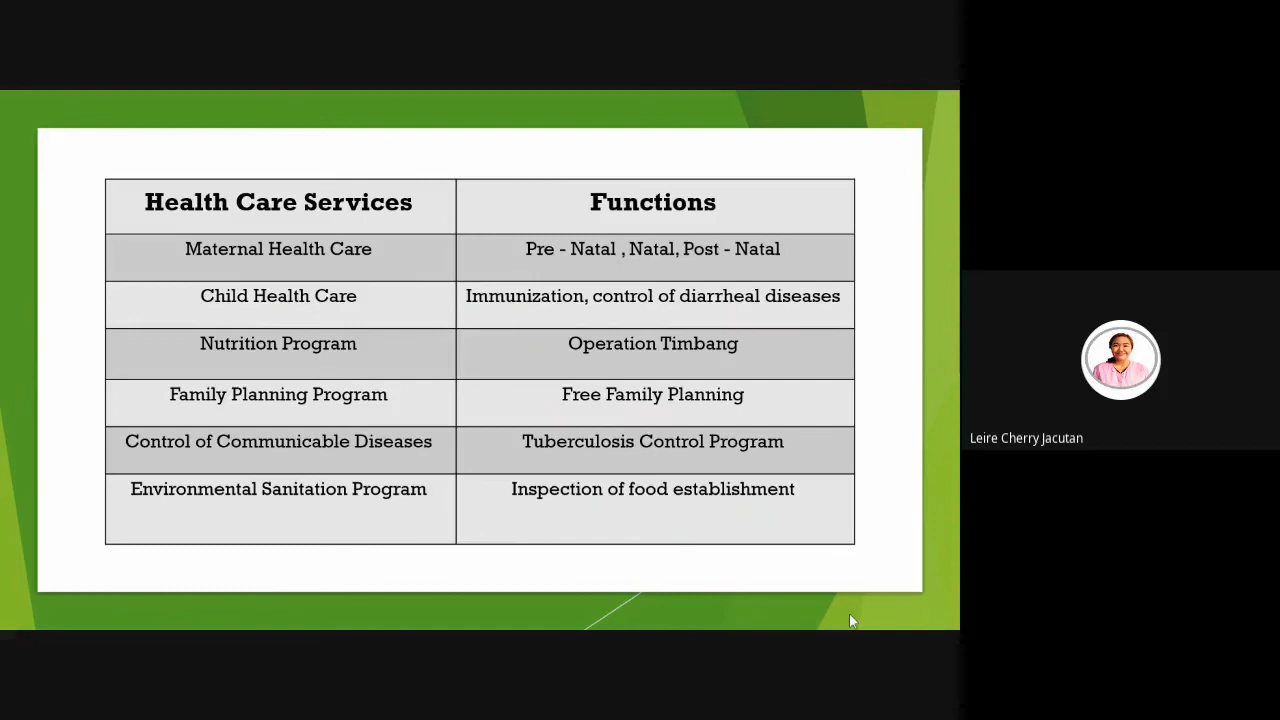 Health Care Services Functions
Maternal Health Care Pre - Natal , Natal, Post - Natal
Child Health Care Immunization, control of diarrheal diseases
Nutrition Program Operation Timbang
Family Planning Program Free Family Planning
Control of Communicable Diseases Tuberculosis Control Program
Environmental Sanitation Program Inspection of food establishment
Leire Cherry Jacutan